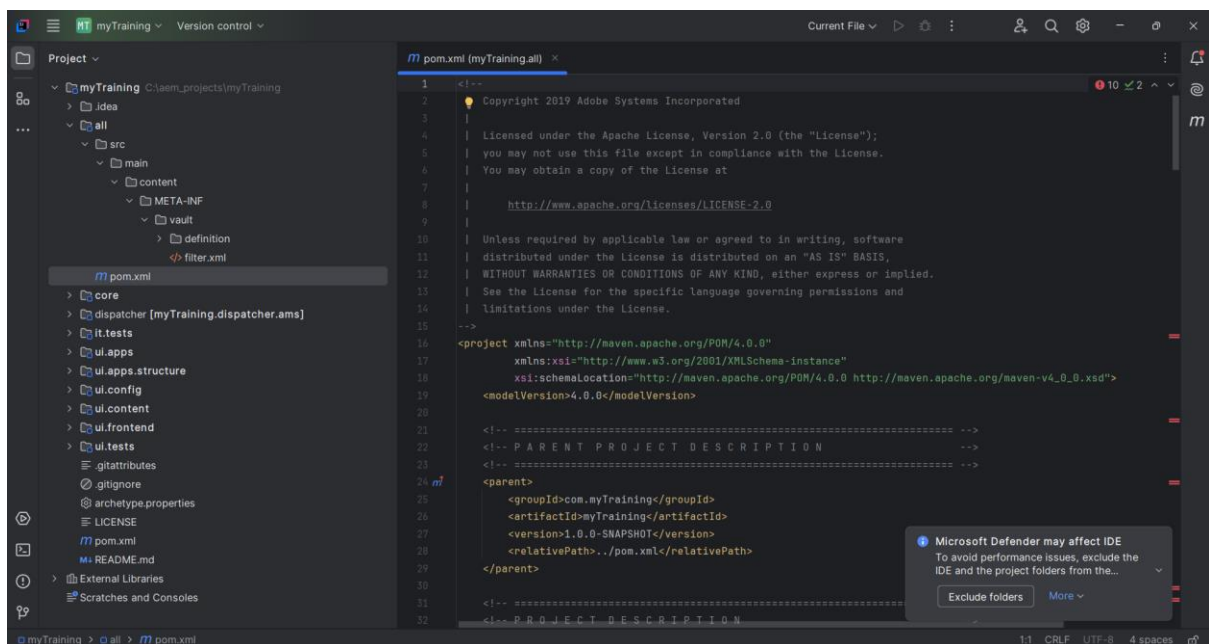 MT myTraining Version control Current File
Project
myTraining C:\aem_projects\myTraining
.idea
all
src
main
content
META-INF
vault
definition
filter.xml
pom.xml
core
dispatcher [myTraining.dispatcher.ams]
it.tests
ui.apps
ui.apps.structure
ui.config
ui.content
ui.frontend
ui.tests
.gitattributes
.gitignore
archetype.properties
LICENSE
pom.xml
README.md
External Libraries
Scratches and Consoles
pom.xml (myTraining.all)
10 2
1 <!--
2 Copyright 2019 Adobe Systems Incorporated
3 |
4 | Licensed under the Apache License, Version 2.0 (the "License");
5 | you may not use this file except in compliance with the License.
6 | You may obtain a copy of the License at
7 |
8 | http://www.apache.org/licenses/LICENSE-2.0
9 |
10 | Unless required by applicable law or agreed to in writing, software
11 | distributed under the License is distributed on an "AS IS" BASIS,
12 | WITHOUT WARRANTIES OR CONDITIONS OF ANY KIND, either express or implied.
13 | See the License for the specific language governing permissions and
14 | limitations under the License.
15 -->
16 <project xmlns="http://maven.apache.org/POM/4.0.0"
17 xmlns:xsi="http://www.w3.org/2001/XMLSchema-instance"
18 xsi:schemaLocation="http://maven.apache.org/POM/4.0.0 http://maven.apache.org/maven-v4_0_0.xsd">
19 <modelVersion>4.0.0</modelVersion>
20
21 <!-- ====================================================================== -->
22 <!-- P A R E N T P R O J E C T D E S C R I P T I O N -->
23 <!-- ====================================================================== -->
24 <parent>
25 <groupId>com.myTraining</groupId>
26 <artifactId>myTraining</artifactId>
27 <version>1.0.0-SNAPSHOT</version>
28 <relativePath>../pom.xml</relativePath>
29 </parent>
30
31 <!-- ==============================================================
32 <!-- P R O J E C T D E S C R I P T I O N
Microsoft Defender may affect IDE
To avoid performance issues, exclude the
IDE and the project folders from the...
Exclude folders More
myTraining > all > pom.xml 1:1 CRLF UTF-8 4 spaces